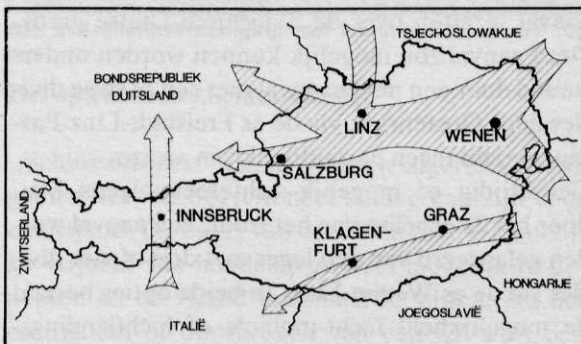 TSJECHOSLOWAKIJE
BONDSREPUBLIEK
DUITSLAND
LINZ
WENEN
SALZBURG
ZWITSERLAND
INNSBRUCK
KLAGEN-
FURT
GRAZ
HONGARIJE
JOEGOSLAVIË
ITALIË